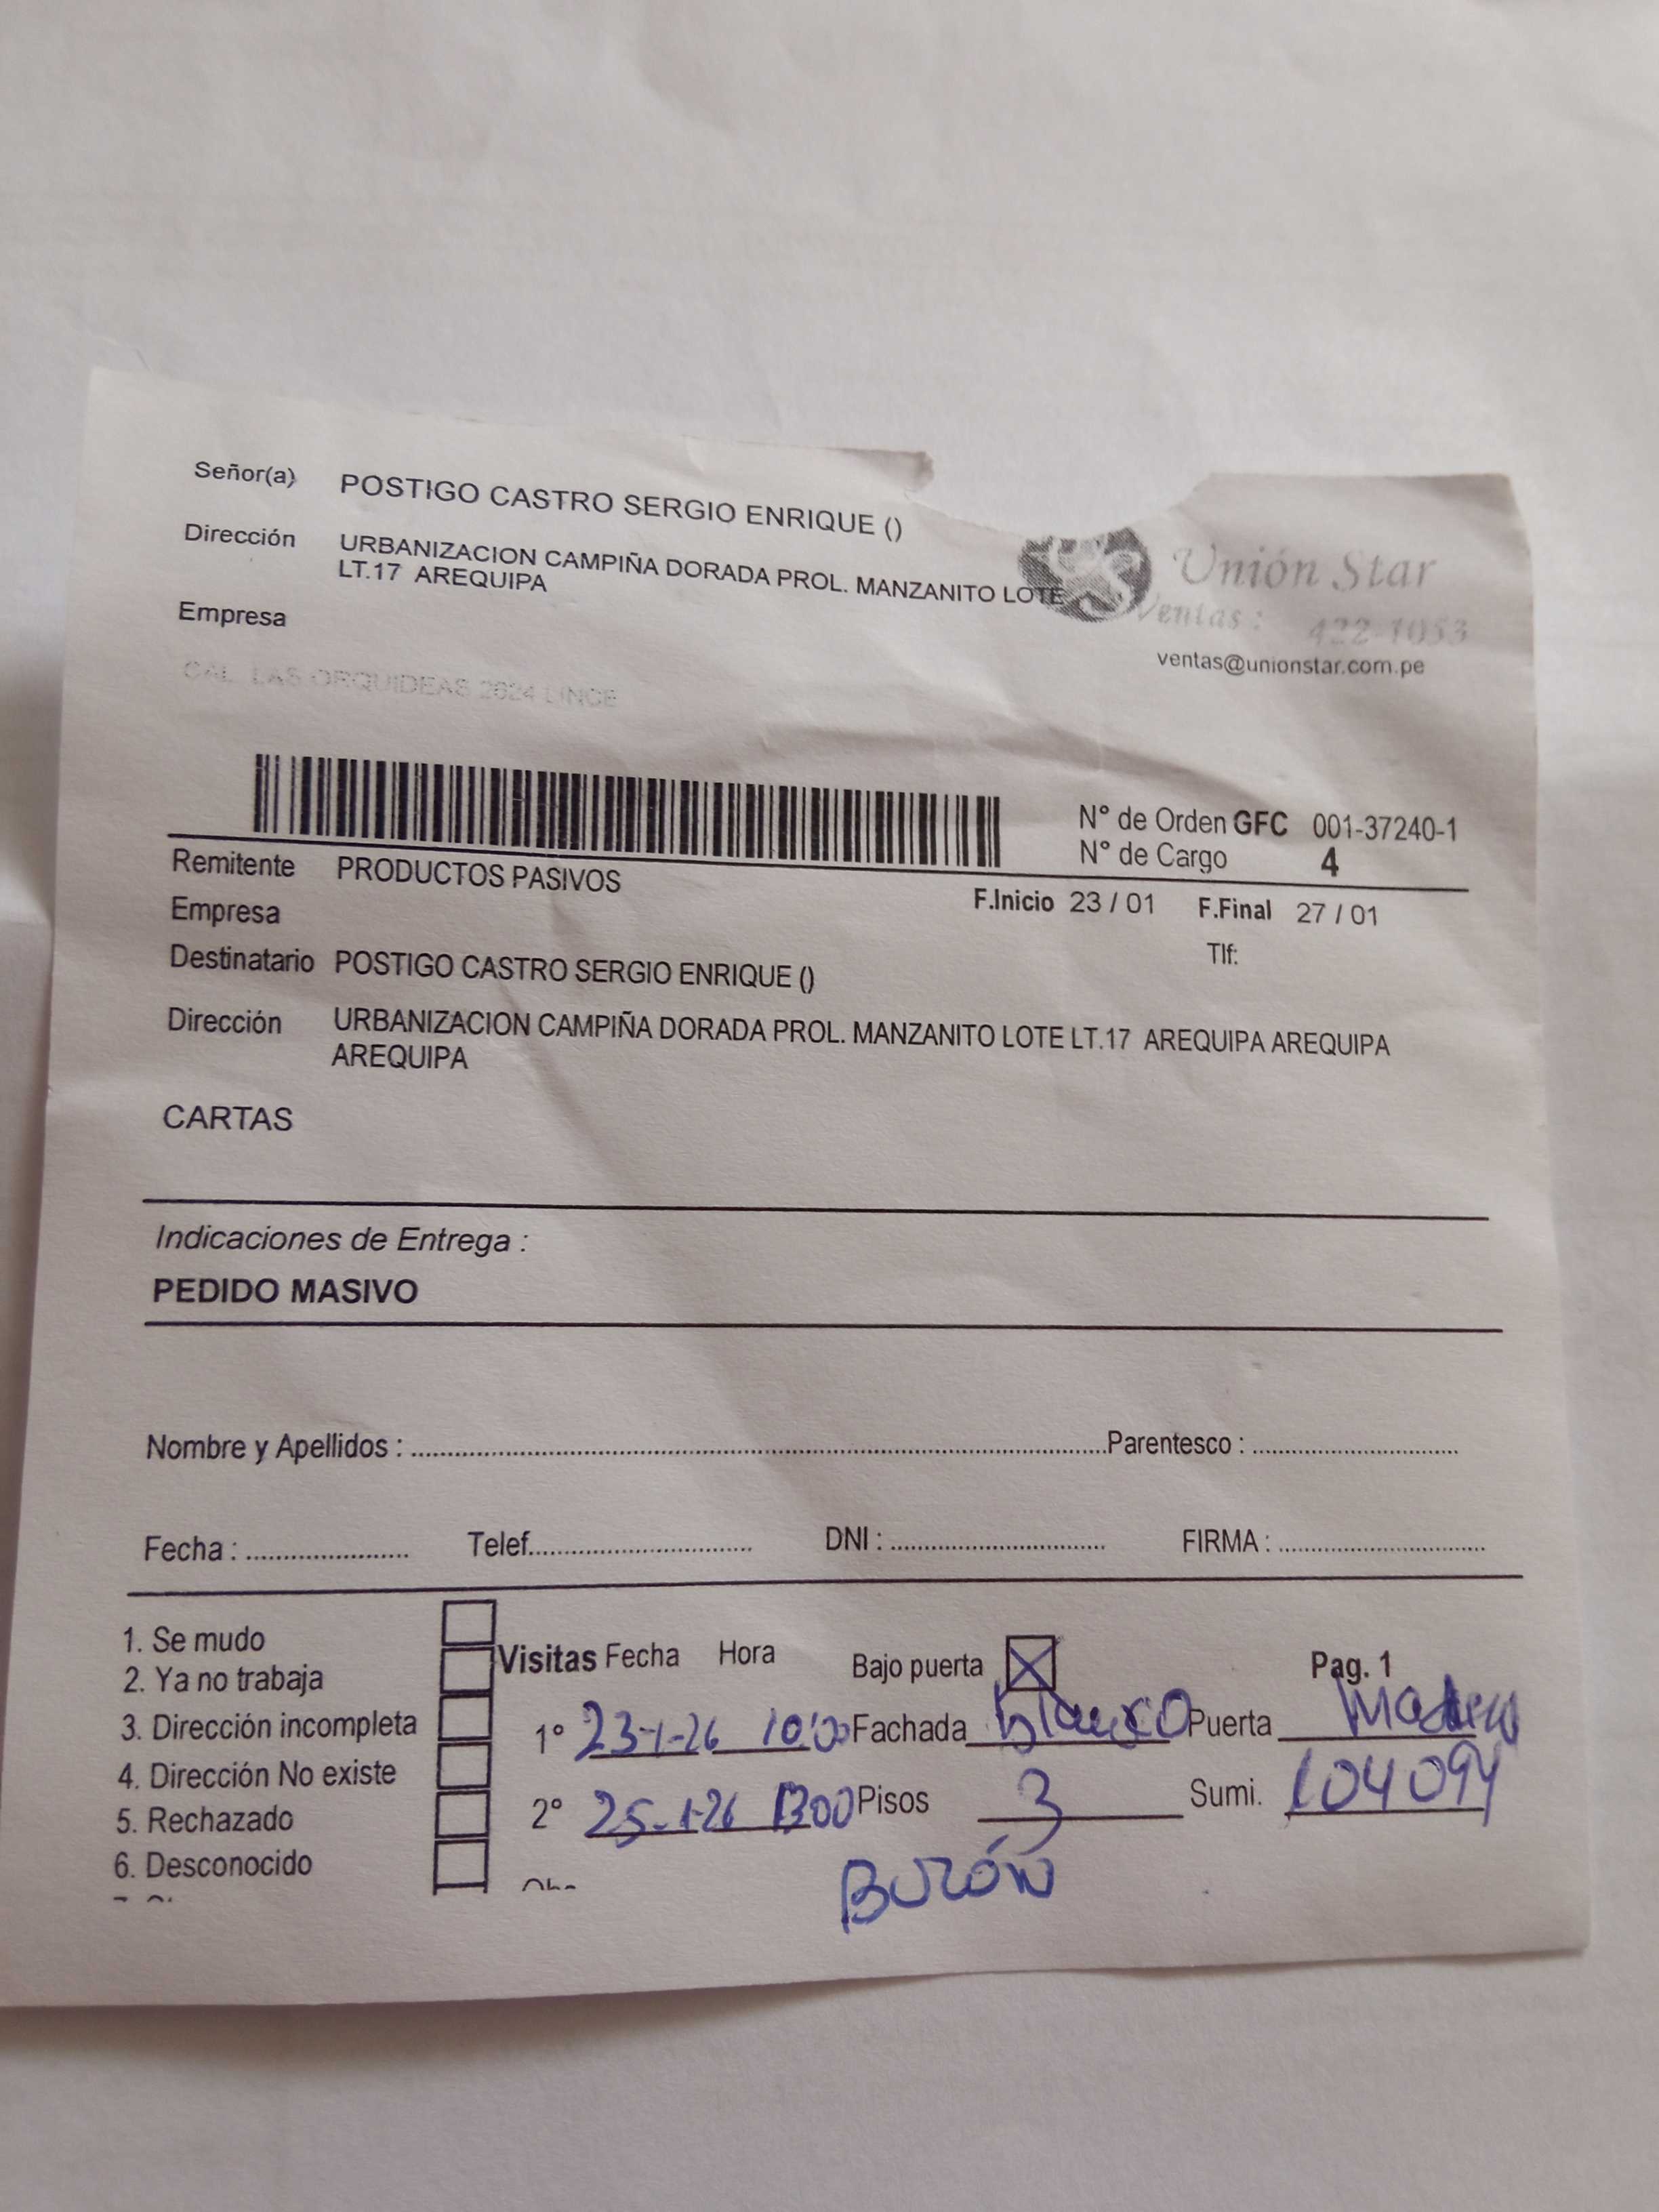 Señor(a) POSTIGO CASTRO SERGIO ENRIQUE ()
Dirección URBANIZACION CAMPIÑA DORADA PROL. MANZANITO LOTE
LT.17 AREQUIPA
Unión Star
Ventas : 422-1053
ventas@unionstar.com.pe
Empresa
CAL. LAS ORQUIDEAS 2624 LINCE
N° de Orden GFC 001-37240-1
N° de Cargo 4
Remitente PRODUCTOS PASIVOS
F.Inicio 23 / 01 F.Final 27 / 01
Empresa
Tlf:
Destinatario POSTIGO CASTRO SERGIO ENRIQUE ()
Dirección URBANIZACION CAMPIÑA DORADA PROL. MANZANITO LOTE LT.17 AREQUIPA AREQUIPA
AREQUIPA
CARTAS
Indicaciones de Entrega :
PEDIDO MASIVO
Nombre y Apellidos : Parentesco :
Fecha : Telef. DNI : FIRMA :
1. Se mudo
2. Ya no trabaja
3. Dirección incompleta
4. Dirección No existe
5. Rechazado
6. Desconocido
Visitas Fecha Hora Bajo puerta X Pag. 1
1° 23-1-26 10:00 Fachada blanco Puerta
2° 25-1-26 1300 Pisos 3 Sumi. 104094
Buzón